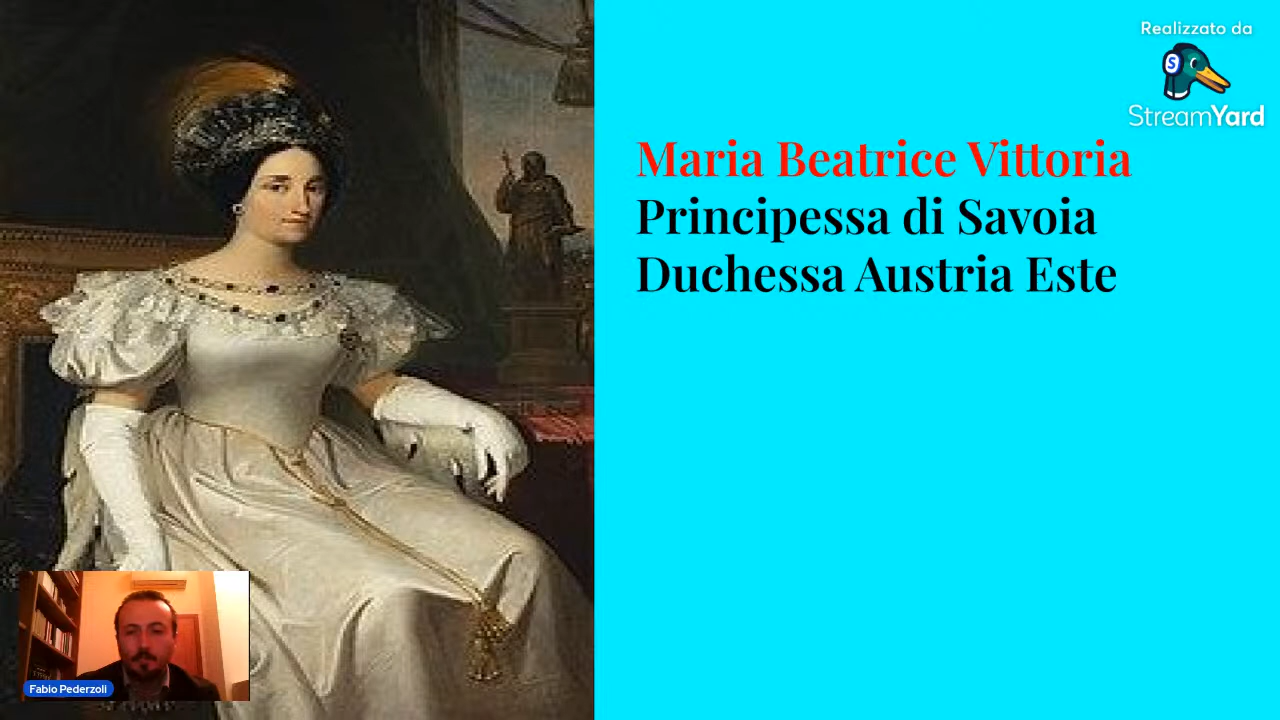 Realizzato da
StreamYard
Maria Beatrice Vittoria
Principessa di Savoia
Duchessa Austria Este
Fabio Pederzoli